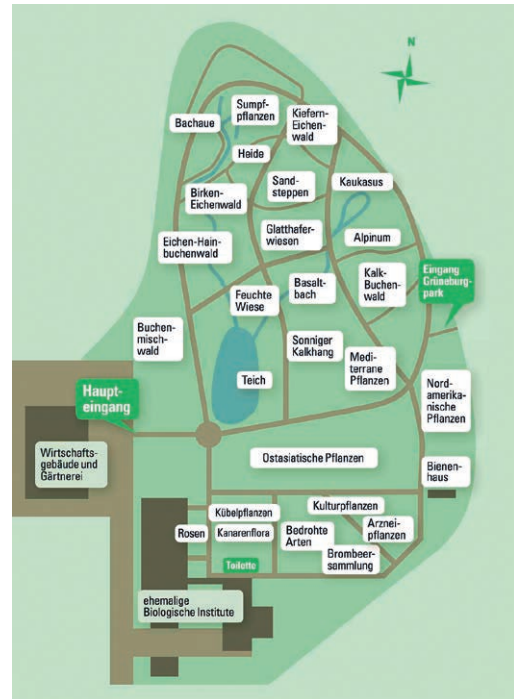 N
Sumpf-
pflanzen
Kiefern-
Eichen-
wald
Bachaue
Heide
Sand-
steppen
Kaukasus
Birken-
Eichenwald
Glatthafer-
wiesen
Eichen-Hain-
buchenwald
Alpinum
Kalk-
Buchen-
wald
Eingang
Grüneburg-
park
Basalt-
bach
Feuchte
Wiese
Buchen-
misch-
wald
Sonniger
Kalkhang
Medi-
terrane
Pflanzen
Teich
Nord-
amerika-
nische
Pflanzen
Haupt-
eingang
Wirtschafts-
gebäude und
Gärtnerei
Ostasiatische Pflanzen
Bienen-
haus
Kübelpflanzen
Kulturpflanzen
Rosen
Kanarenflora
Bedrohte
Arten
Arznei-
pflanzen
Brombeer-
sammlung
Toilette
ehemalige
Biologische Institute